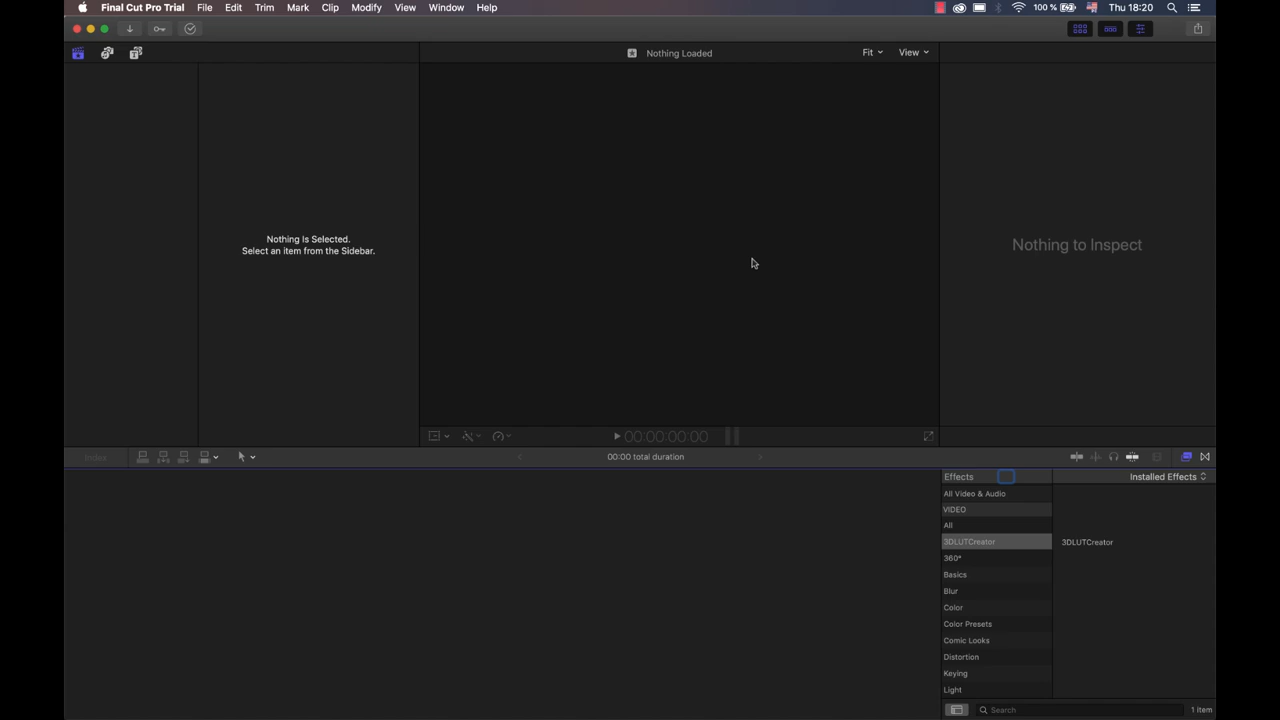 Final Cut Pro Trial File Edit Trim Mark Clip Modify View Window Help 100 % Thu 18:20
Nothing Loaded Fit View
Nothing Is Selected.
Select an item from the Sidebar.
Nothing to Inspect
00:00:00:00
Index 00:00 total duration
Effects Installed Effects
All Video & Audio
VIDEO
All
3DLUTCreator 3DLUTCreator
360°
Basics
Blur
Color
Color Presets
Comic Looks
Distortion
Keying
Light
Search 1 Item